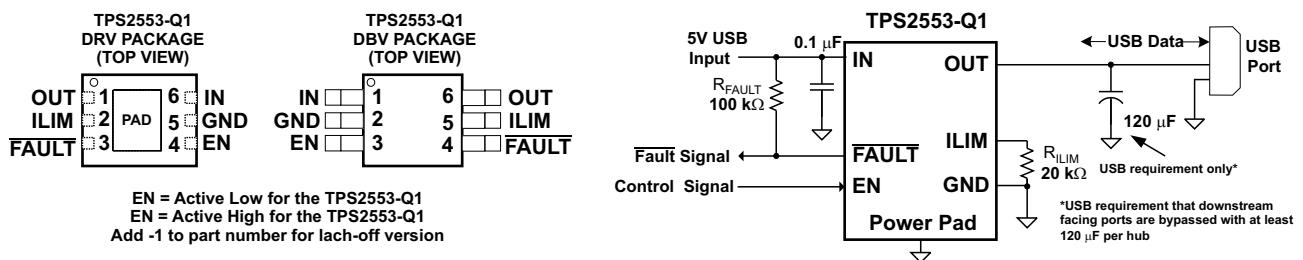 TPS2553-Q1
DRV PACKAGE
(TOP VIEW)
OUT 1
6 IN
ILIM 2
PAD
5 GND
FAULT 3
4 EN
TPS2553-Q1
DBV PACKAGE
(TOP VIEW)
IN 1
6 OUT
GND 2
5 ILIM
EN 3
4 FAULT
EN = Active Low for the TPS2553-Q1
EN = Active High for the TPS2553-Q1
Add -1 to part number for lach-off version
TPS2553-Q1
5V USB
Input
0.1 μF
RFAULT
100 kΩ
IN
OUT
USB Data
USB
Port
120 μF
USB requirement only*
Fault Signal
FAULT
ILIM
RILIM
20 kΩ
Control Signal
EN
GND
Power Pad
*USB requirement that downstream
facing ports are bypassed with at least
120 μF per hub